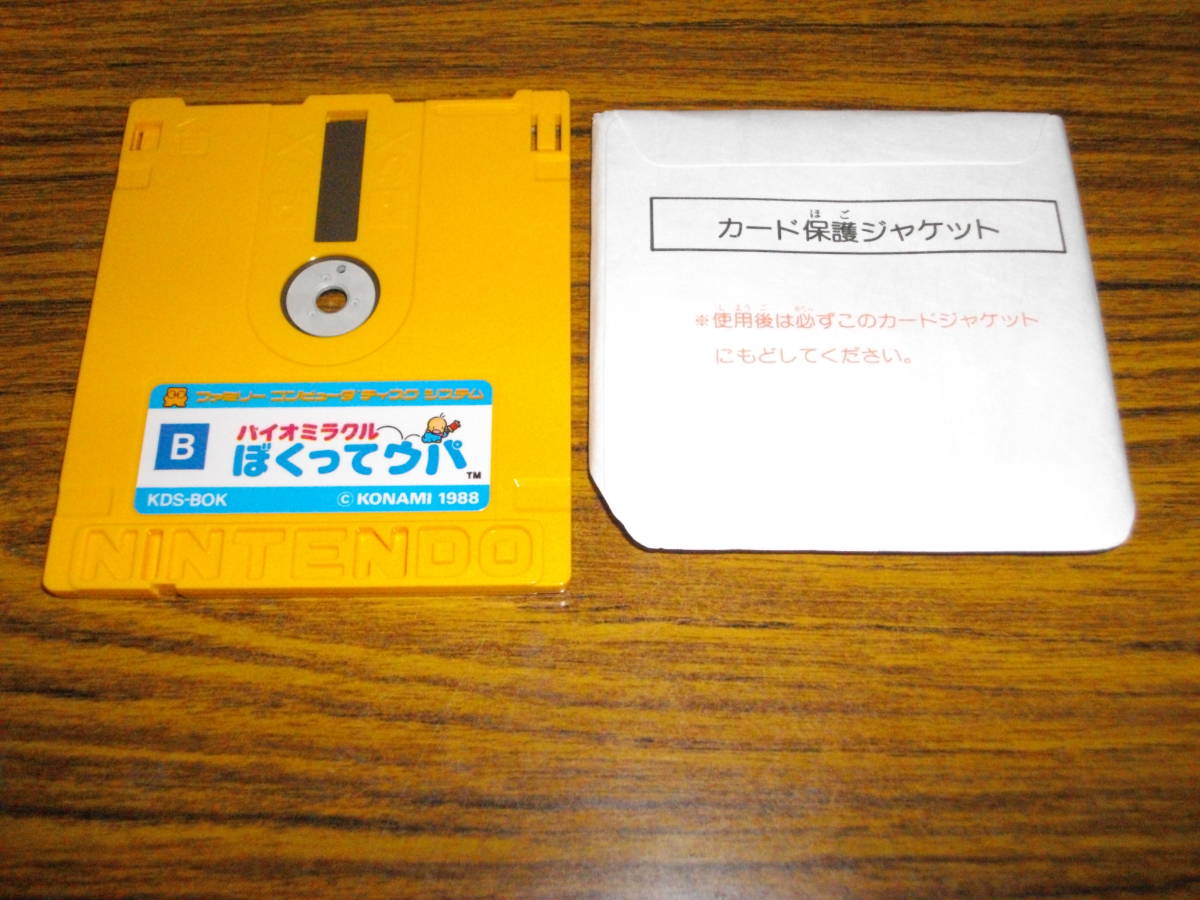 ファミリー コンピュータ ディスク システム
B
バイオミラクル
ぼくってウパ
TM
KDS-BOK
© KONAMI 1988
NINTENDO
ほご
カード保護ジャケット
※使用後は必ずこのカードジャケット
にもどしてください。